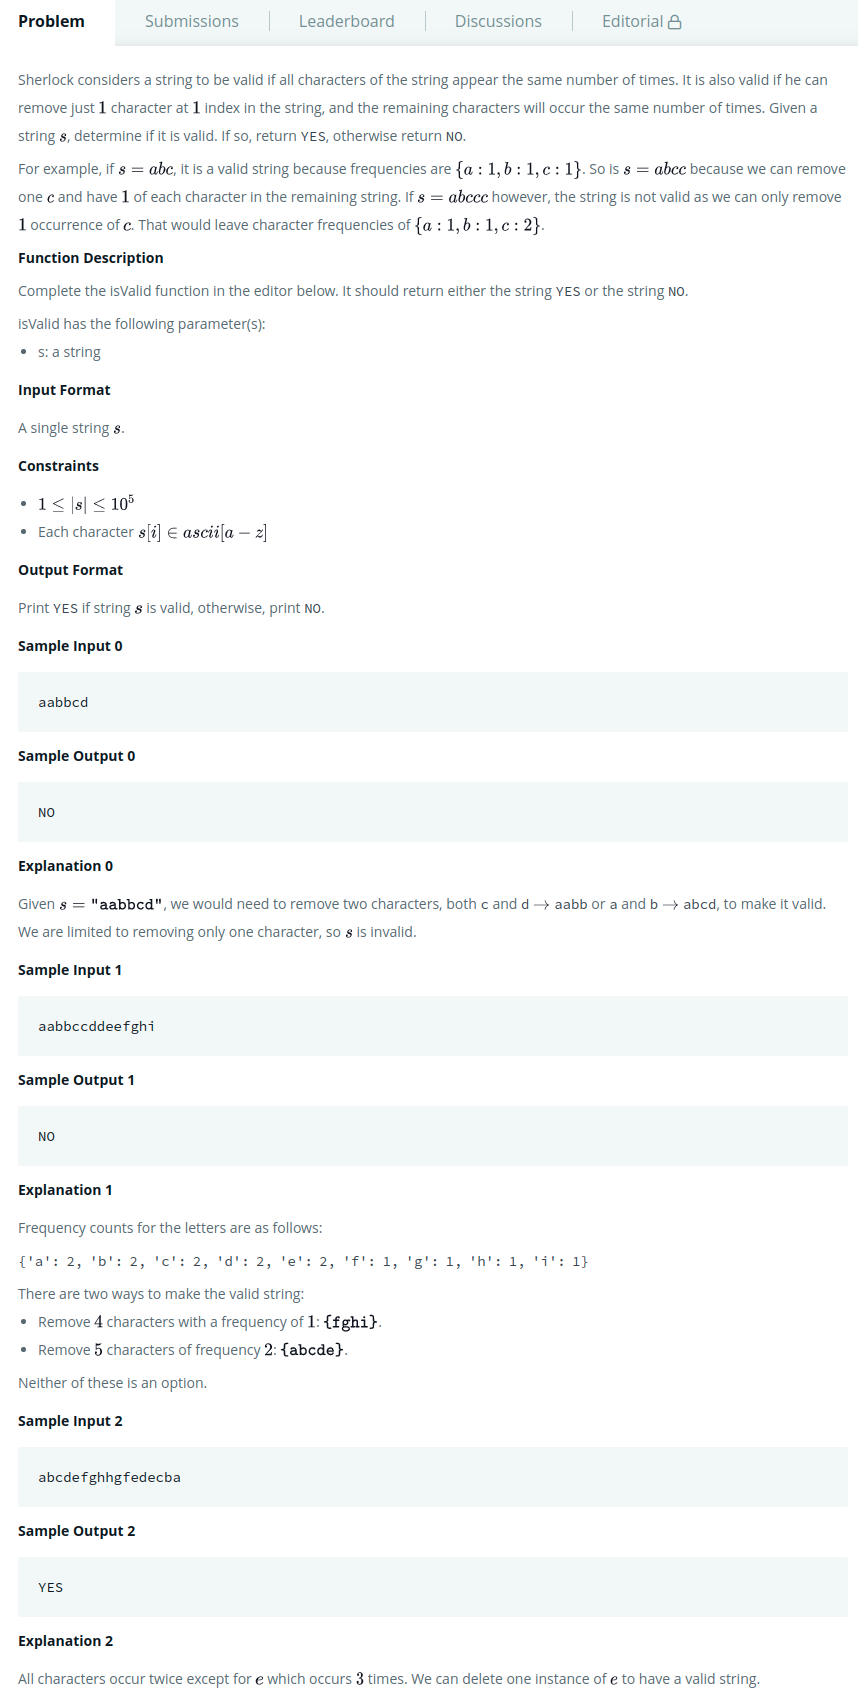 Problem Submissions Leaderboard Discussions Editorial
Sherlock considers a string to be valid if all characters of the string appear the same number of times. It is also valid if he can
remove just 1 character at 1 index in the string, and the remaining characters will occur the same number of times. Given a
string s, determine if it is valid. If so, return YES, otherwise return NO.
For example, if s = abc, it is a valid string because frequencies are {a : 1, b : 1, c : 1}. So is s = abcc because we can remove
one c and have 1 of each character in the remaining string. If s = abccc however, the string is not valid as we can only remove
1 occurrence of c. That would leave character frequencies of {a : 1, b : 1, c : 2}.
Function Description
Complete the isValid function in the editor below. It should return either the string YES or the string NO.
isValid has the following parameter(s):
• s: a string
Input Format
A single string s.
Constraints
• 1 ≤ |s| ≤ 10⁵
• Each character s[i] ∈ ascii[a − z]
Output Format
Print YES if string s is valid, otherwise, print NO.
Sample Input 0
aabbcd
Sample Output 0
NO
Explanation 0
Given s = "aabbcd", we would need to remove two characters, both c and d → aabb or a and b → abcd, to make it valid.
We are limited to removing only one character, so s is invalid.
Sample Input 1
aabbccddeefghi
Sample Output 1
NO
Explanation 1
Frequency counts for the letters are as follows:
{'a': 2, 'b': 2, 'c': 2, 'd': 2, 'e': 2, 'f': 1, 'g': 1, 'h': 1, 'i': 1}
There are two ways to make the valid string:
• Remove 4 characters with a frequency of 1: {fghi}.
• Remove 5 characters of frequency 2: {abcde}.
Neither of these is an option.
Sample Input 2
abcdefghhgfedecba
Sample Output 2
YES
Explanation 2
All characters occur twice except for e which occurs 3 times. We can delete one instance of e to have a valid string.